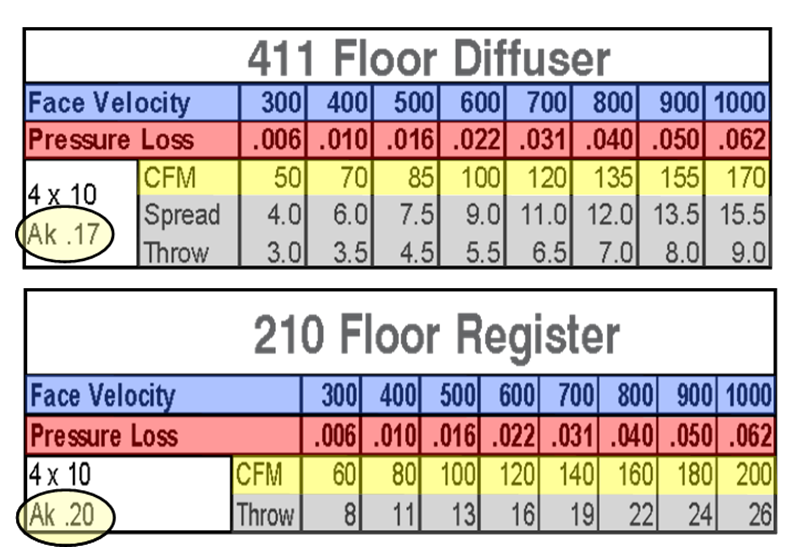 411 Floor Diffuser
Face Velocity 300 400 500 600 700 800 900 1000
Pressure Loss .006 .010 .016 .022 .031 .040 .050 .062
4 x 10
Ak .17
CFM 50 70 85 100 120 135 155 170
Spread 4.0 6.0 7.5 9.0 11.0 12.0 13.5 15.5
Throw 3.0 3.5 4.5 5.5 6.5 7.0 8.0 9.0
210 Floor Register
Face Velocity 300 400 500 600 700 800 900 1000
Pressure Loss .006 .010 .016 .022 .031 .040 .050 .062
4 x 10 CFM 60 80 100 120 140 160 180 200
Ak .20 Throw 8 11 13 16 19 22 24 26